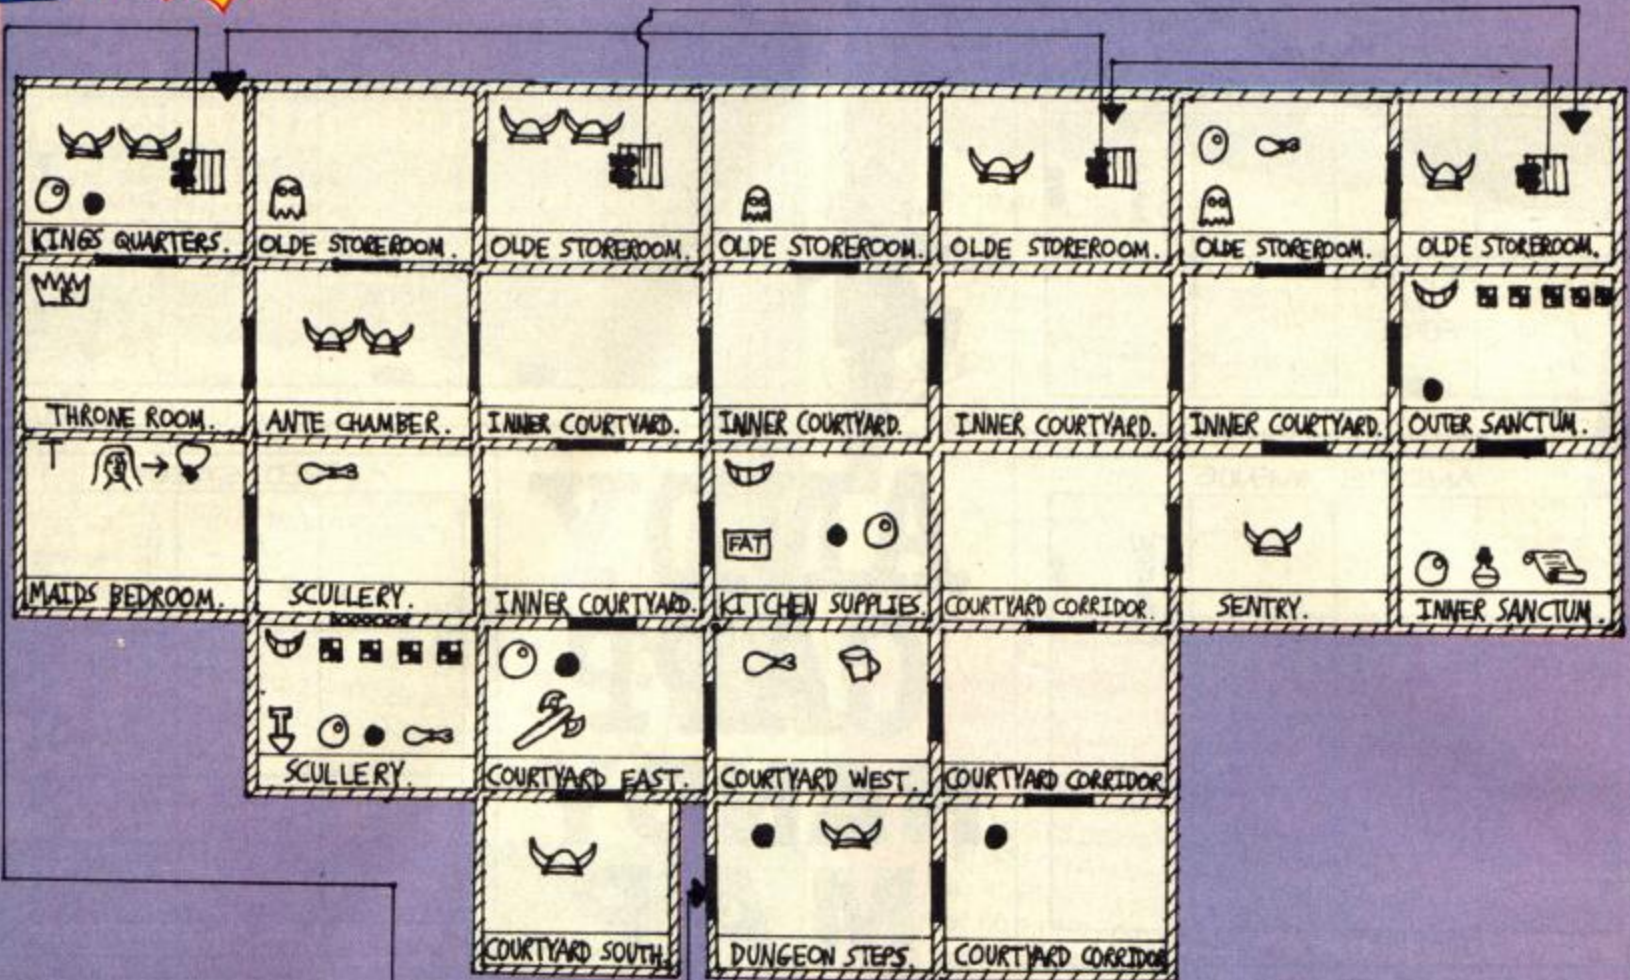 KINGS QUARTERS.
OLDE STOREROOM.
OLDE STOREROOM.
OLDE STOREROOM.
OLDE STOREROOM.
OLDE STOREROOM.
OLDE STOREROOM.
THRONE ROOM.
ANTE CHAMBER.
INNER COURTYARD.
INNER COURTYARD.
INNER COURTYARD.
INNER COURTYARD.
OUTER SANCTUM.
MAIDS BEDROOM.
SCULLERY.
INNER COURTYARD.
FAT
KITCHEN SUPPLIES
COURTYARD CORRIDOR.
SENTRY.
INNER SANCTUM.
SCULLERY.
COURTYARD EAST.
COURTYARD WEST.
COURTYARD CORRIDOR
COURTYARD SOUTH.
DUNGEON STEPS.
COURTYARD CORRIDOR